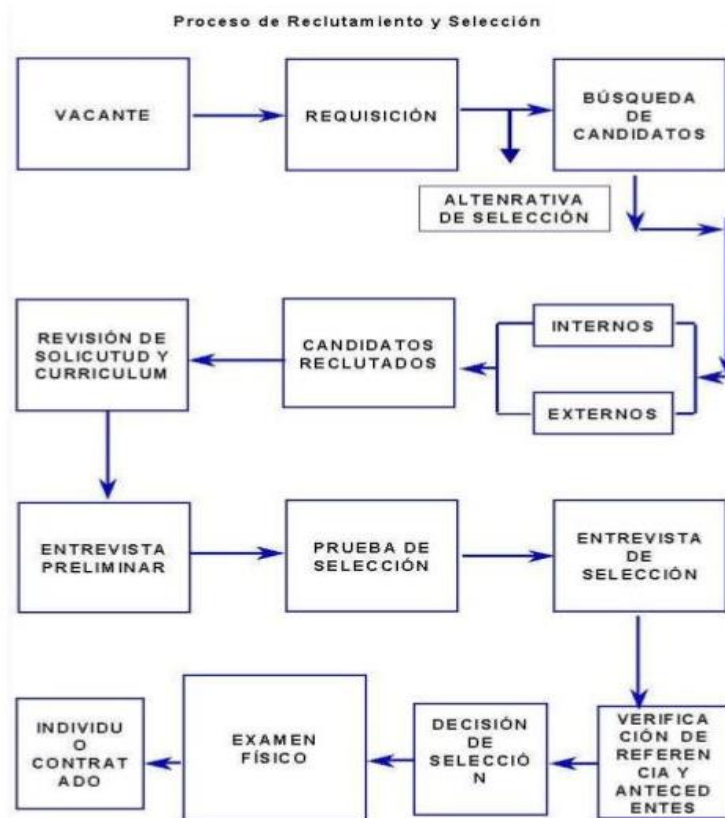 Proceso de Reclutamiento y Selección
VACANTE
REQUISICIÓN
BÚSQUEDA
DE
CANDIDATOS
ALTENRATIVA
DE SELECCIÓN
INTERNOS
EXTERNOS
CANDIDATOS
RECLUTADOS
REVISIÓN DE
SOLICUTUD Y
CURRICULUM
ENTREVISTA
PRELIMINAR
PRUEBA DE
SELECCIÓN
ENTREVISTA
DE
SELECCIÓN
VERIFICA
CIÓN DE
REFEREN
CIA Y
ANTECED
ENTES
DECISIÓN
DE
SELECCIÓ
N
EXAMEN
FÍSICO
INDIVIDU
O
CONTRAT
ADO